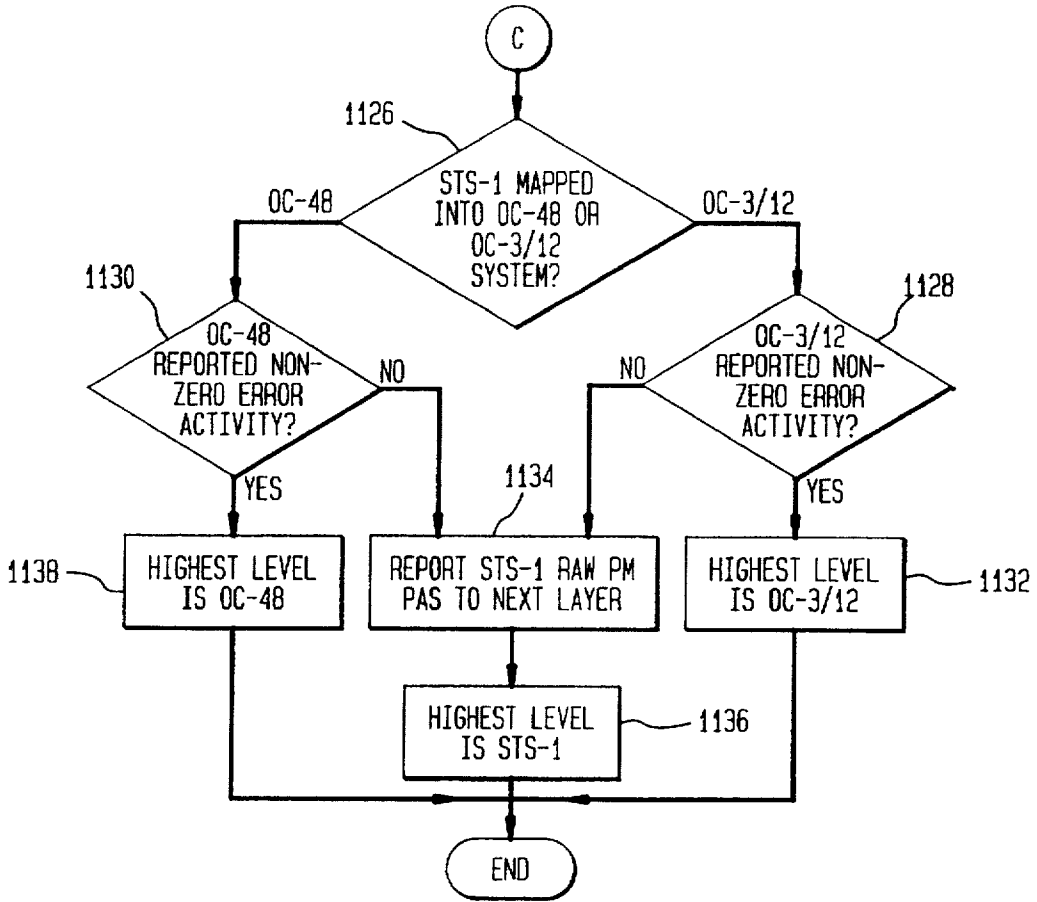 C
1126
STS-1 MAPPED
INTO OC-48 OR
OC-3/12
SYSTEM?
OC-48
OC-3/12
1130
1128
OC-48
REPORTED NON-
ZERO ERROR
ACTIVITY?
NO
YES
OC-3/12
REPORTED NON-
ZERO ERROR
ACTIVITY?
NO
YES
1134
1138
HIGHEST LEVEL
IS OC-48
REPORT STS-1 RAW PM
PAS TO NEXT LAYER
HIGHEST LEVEL
IS OC-3/12
1132
HIGHEST LEVEL
IS STS-1
1136
END